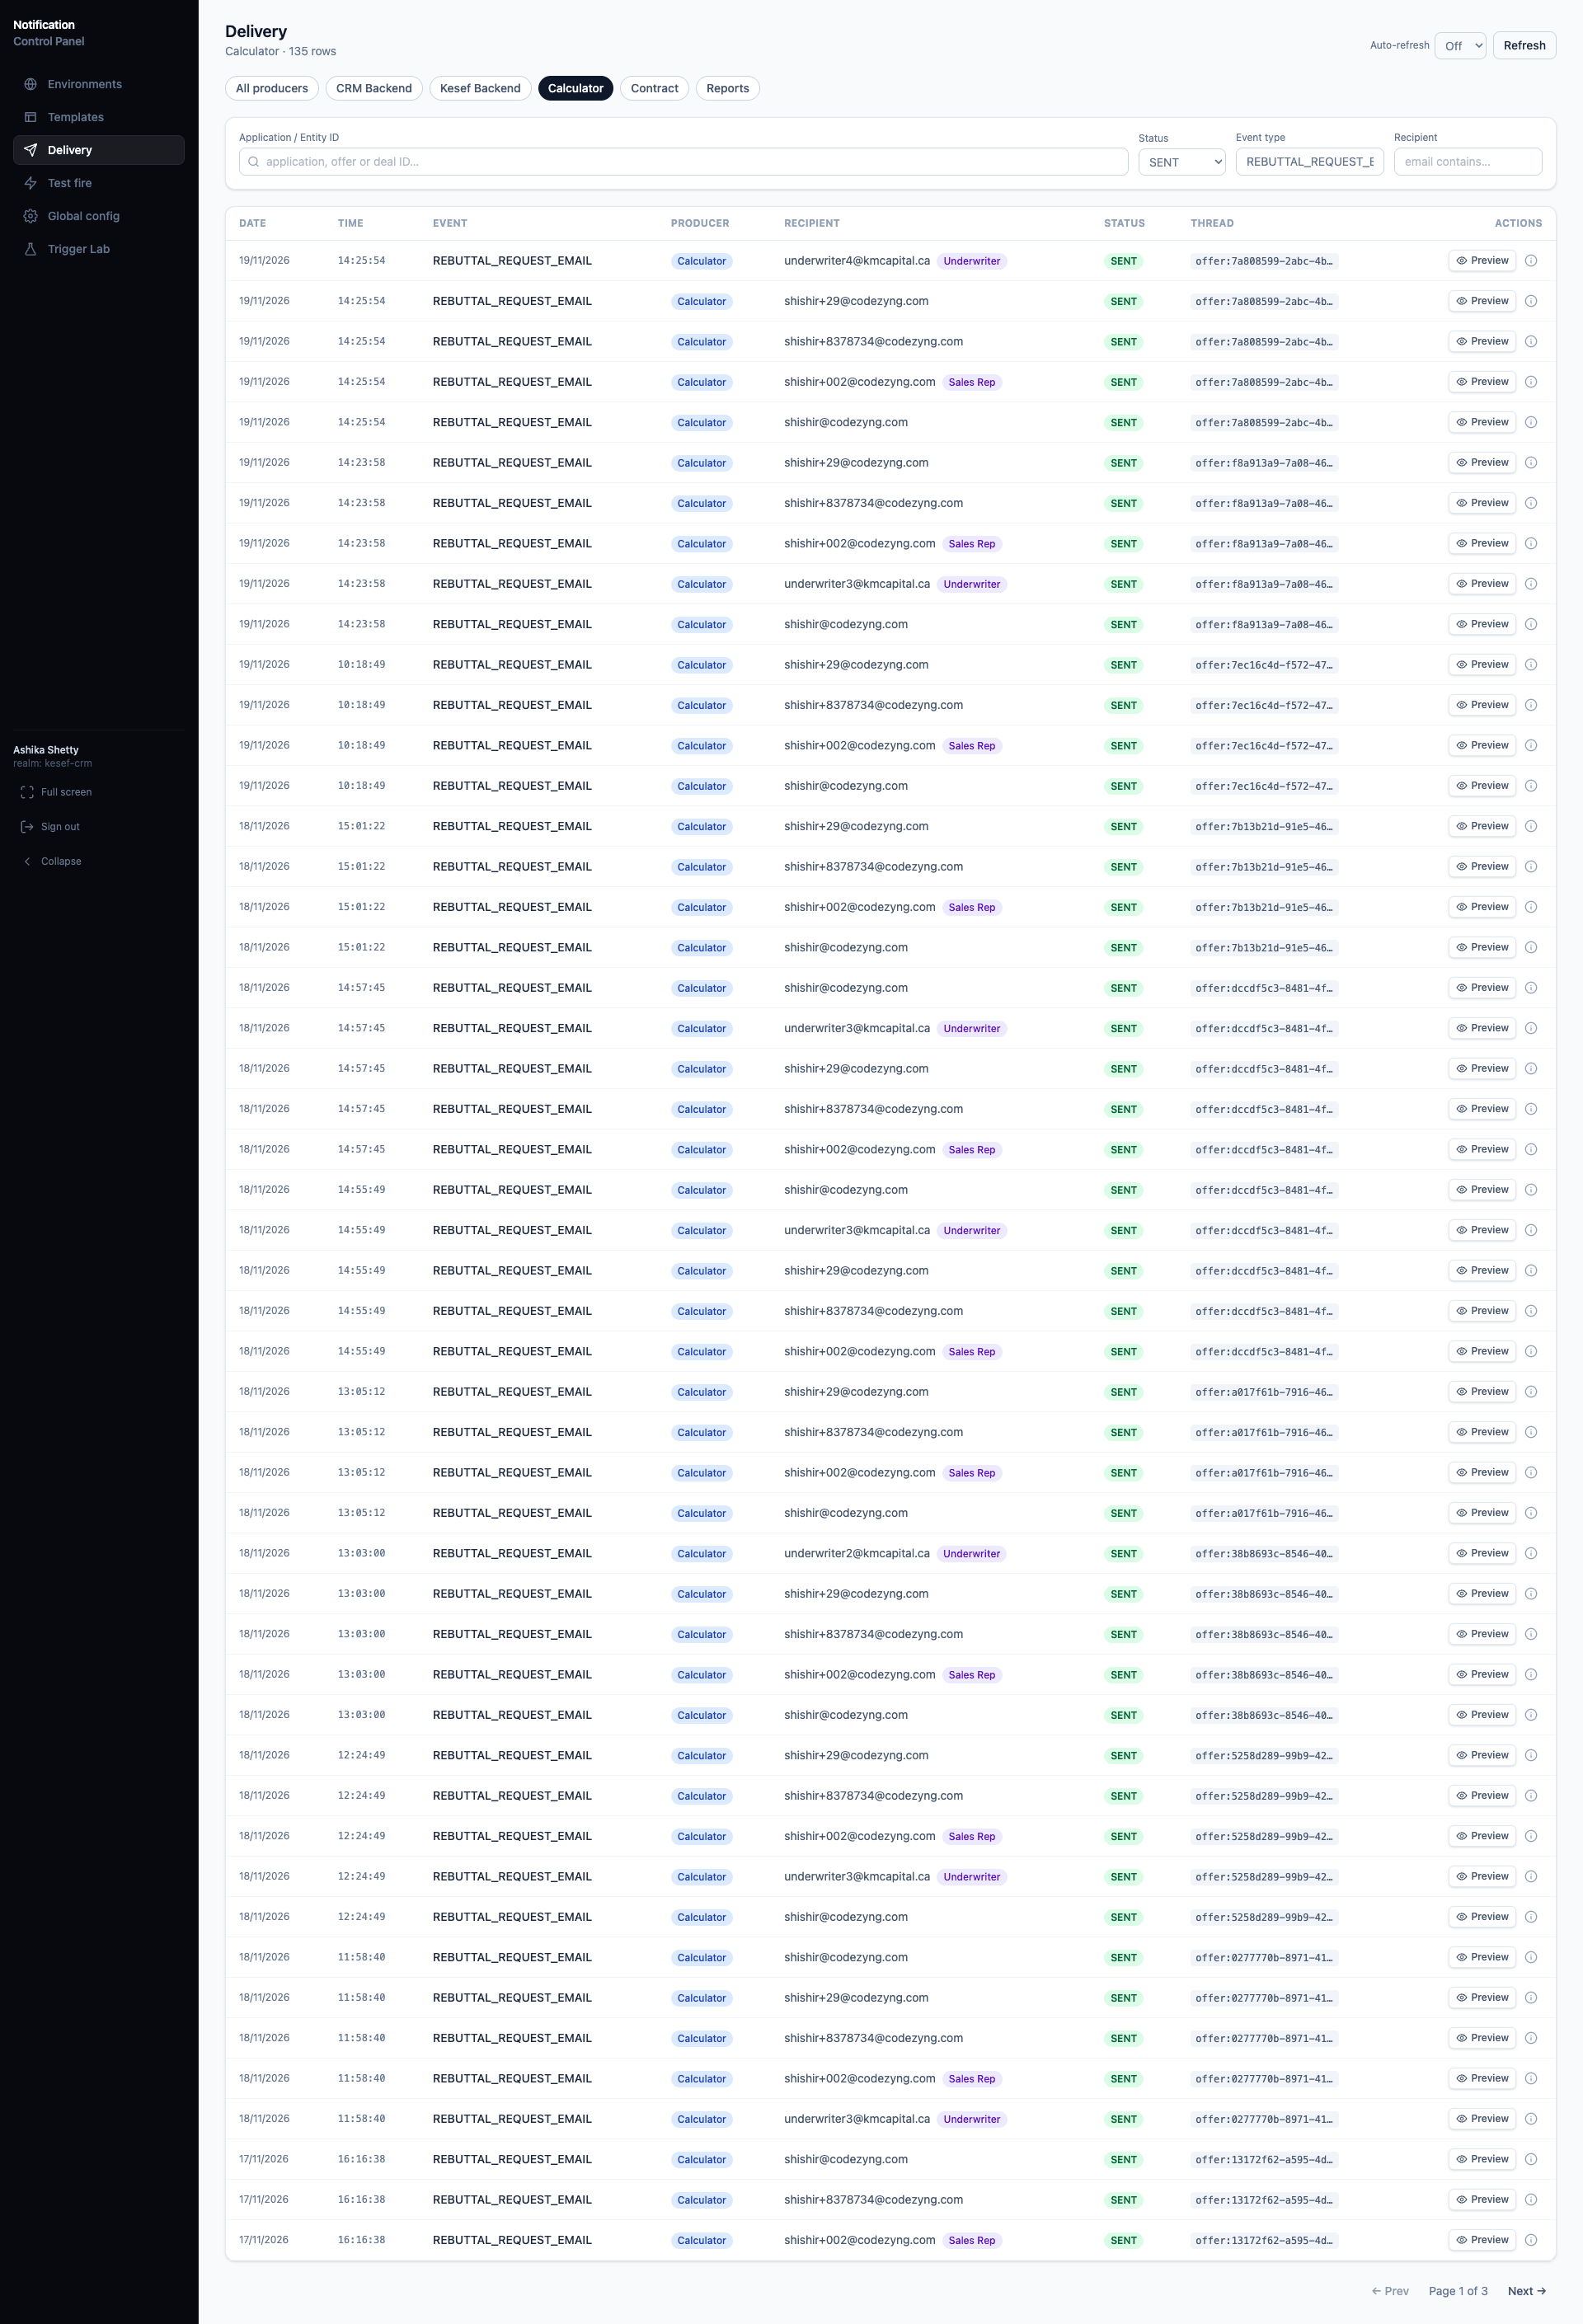 Notification
Control Panel
Environments
Templates
Delivery
Test fire
Global config
Trigger Lab
Ashika Shetty
realm: kesef-crm
Full screen
Sign out
Collapse
Delivery
Calculator · 135 rows
Auto-refresh Off Refresh
All producers CRM Backend Kesef Backend Calculator Contract Reports
Application / Entity ID Status Event type Recipient
application, offer or deal ID... SENT REBUTTAL_REQUEST_E email contains...
DATE TIME EVENT PRODUCER RECIPIENT STATUS THREAD ACTIONS
19/11/2026 14:25:54 REBUTTAL_REQUEST_EMAIL Calculator underwriter4@kmcapital.ca Underwriter SENT offer:7a808599-2abc-4b… Preview
19/11/2026 14:25:54 REBUTTAL_REQUEST_EMAIL Calculator shishir+29@codezyng.com SENT offer:7a808599-2abc-4b… Preview
19/11/2026 14:25:54 REBUTTAL_REQUEST_EMAIL Calculator shishir+8378734@codezyng.com SENT offer:7a808599-2abc-4b… Preview
19/11/2026 14:25:54 REBUTTAL_REQUEST_EMAIL Calculator shishir+002@codezyng.com Sales Rep SENT offer:7a808599-2abc-4b… Preview
19/11/2026 14:25:54 REBUTTAL_REQUEST_EMAIL Calculator shishir@codezyng.com SENT offer:7a808599-2abc-4b… Preview
19/11/2026 14:23:58 REBUTTAL_REQUEST_EMAIL Calculator shishir+29@codezyng.com SENT offer:f8a913a9-7a08-46… Preview
19/11/2026 14:23:58 REBUTTAL_REQUEST_EMAIL Calculator shishir+8378734@codezyng.com SENT offer:f8a913a9-7a08-46… Preview
19/11/2026 14:23:58 REBUTTAL_REQUEST_EMAIL Calculator shishir+002@codezyng.com Sales Rep SENT offer:f8a913a9-7a08-46… Preview
19/11/2026 14:23:58 REBUTTAL_REQUEST_EMAIL Calculator underwriter3@kmcapital.ca Underwriter SENT offer:f8a913a9-7a08-46… Preview
19/11/2026 14:23:58 REBUTTAL_REQUEST_EMAIL Calculator shishir@codezyng.com SENT offer:f8a913a9-7a08-46… Preview
19/11/2026 10:18:49 REBUTTAL_REQUEST_EMAIL Calculator shishir+29@codezyng.com SENT offer:7ec16c4d-f572-47… Preview
19/11/2026 10:18:49 REBUTTAL_REQUEST_EMAIL Calculator shishir+8378734@codezyng.com SENT offer:7ec16c4d-f572-47… Preview
19/11/2026 10:18:49 REBUTTAL_REQUEST_EMAIL Calculator shishir+002@codezyng.com Sales Rep SENT offer:7ec16c4d-f572-47… Preview
19/11/2026 10:18:49 REBUTTAL_REQUEST_EMAIL Calculator shishir@codezyng.com SENT offer:7ec16c4d-f572-47… Preview
18/11/2026 15:01:22 REBUTTAL_REQUEST_EMAIL Calculator shishir+29@codezyng.com SENT offer:7b13b21d-91e5-46… Preview
18/11/2026 15:01:22 REBUTTAL_REQUEST_EMAIL Calculator shishir+8378734@codezyng.com SENT offer:7b13b21d-91e5-46… Preview
18/11/2026 15:01:22 REBUTTAL_REQUEST_EMAIL Calculator shishir+002@codezyng.com Sales Rep SENT offer:7b13b21d-91e5-46… Preview
18/11/2026 15:01:22 REBUTTAL_REQUEST_EMAIL Calculator shishir@codezyng.com SENT offer:7b13b21d-91e5-46… Preview
18/11/2026 14:57:45 REBUTTAL_REQUEST_EMAIL Calculator shishir@codezyng.com SENT offer:dccdf5c3-8481-4f… Preview
18/11/2026 14:57:45 REBUTTAL_REQUEST_EMAIL Calculator underwriter3@kmcapital.ca Underwriter SENT offer:dccdf5c3-8481-4f… Preview
18/11/2026 14:57:45 REBUTTAL_REQUEST_EMAIL Calculator shishir+29@codezyng.com SENT offer:dccdf5c3-8481-4f… Preview
18/11/2026 14:57:45 REBUTTAL_REQUEST_EMAIL Calculator shishir+8378734@codezyng.com SENT offer:dccdf5c3-8481-4f… Preview
18/11/2026 14:57:45 REBUTTAL_REQUEST_EMAIL Calculator shishir+002@codezyng.com Sales Rep SENT offer:dccdf5c3-8481-4f… Preview
18/11/2026 14:55:49 REBUTTAL_REQUEST_EMAIL Calculator shishir@codezyng.com SENT offer:dccdf5c3-8481-4f… Preview
18/11/2026 14:55:49 REBUTTAL_REQUEST_EMAIL Calculator underwriter3@kmcapital.ca Underwriter SENT offer:dccdf5c3-8481-4f… Preview
18/11/2026 14:55:49 REBUTTAL_REQUEST_EMAIL Calculator shishir+29@codezyng.com SENT offer:dccdf5c3-8481-4f… Preview
18/11/2026 14:55:49 REBUTTAL_REQUEST_EMAIL Calculator shishir+8378734@codezyng.com SENT offer:dccdf5c3-8481-4f… Preview
18/11/2026 14:55:49 REBUTTAL_REQUEST_EMAIL Calculator shishir+002@codezyng.com Sales Rep SENT offer:dccdf5c3-8481-4f… Preview
18/11/2026 13:05:12 REBUTTAL_REQUEST_EMAIL Calculator shishir+29@codezyng.com SENT offer:a017f61b-7916-46… Preview
18/11/2026 13:05:12 REBUTTAL_REQUEST_EMAIL Calculator shishir+8378734@codezyng.com SENT offer:a017f61b-7916-46… Preview
18/11/2026 13:05:12 REBUTTAL_REQUEST_EMAIL Calculator shishir+002@codezyng.com Sales Rep SENT offer:a017f61b-7916-46… Preview
18/11/2026 13:05:12 REBUTTAL_REQUEST_EMAIL Calculator shishir@codezyng.com SENT offer:a017f61b-7916-46… Preview
18/11/2026 13:03:00 REBUTTAL_REQUEST_EMAIL Calculator underwriter2@kmcapital.ca Underwriter SENT offer:38b8693c-8546-40… Preview
18/11/2026 13:03:00 REBUTTAL_REQUEST_EMAIL Calculator shishir+29@codezyng.com SENT offer:38b8693c-8546-40… Preview
18/11/2026 13:03:00 REBUTTAL_REQUEST_EMAIL Calculator shishir+8378734@codezyng.com SENT offer:38b8693c-8546-40… Preview
18/11/2026 13:03:00 REBUTTAL_REQUEST_EMAIL Calculator shishir+002@codezyng.com Sales Rep SENT offer:38b8693c-8546-40… Preview
18/11/2026 13:03:00 REBUTTAL_REQUEST_EMAIL Calculator shishir@codezyng.com SENT offer:38b8693c-8546-40… Preview
18/11/2026 12:24:49 REBUTTAL_REQUEST_EMAIL Calculator shishir+29@codezyng.com SENT offer:5258d289-99b9-42… Preview
18/11/2026 12:24:49 REBUTTAL_REQUEST_EMAIL Calculator shishir+8378734@codezyng.com SENT offer:5258d289-99b9-42… Preview
18/11/2026 12:24:49 REBUTTAL_REQUEST_EMAIL Calculator shishir+002@codezyng.com Sales Rep SENT offer:5258d289-99b9-42… Preview
18/11/2026 12:24:49 REBUTTAL_REQUEST_EMAIL Calculator underwriter3@kmcapital.ca Underwriter SENT offer:5258d289-99b9-42… Preview
18/11/2026 12:24:49 REBUTTAL_REQUEST_EMAIL Calculator shishir@codezyng.com SENT offer:5258d289-99b9-42… Preview
18/11/2026 11:58:40 REBUTTAL_REQUEST_EMAIL Calculator shishir@codezyng.com SENT offer:0277770b-8971-41… Preview
18/11/2026 11:58:40 REBUTTAL_REQUEST_EMAIL Calculator shishir+29@codezyng.com SENT offer:0277770b-8971-41… Preview
18/11/2026 11:58:40 REBUTTAL_REQUEST_EMAIL Calculator shishir+8378734@codezyng.com SENT offer:0277770b-8971-41… Preview
18/11/2026 11:58:40 REBUTTAL_REQUEST_EMAIL Calculator shishir+002@codezyng.com Sales Rep SENT offer:0277770b-8971-41… Preview
18/11/2026 11:58:40 REBUTTAL_REQUEST_EMAIL Calculator underwriter3@kmcapital.ca Underwriter SENT offer:0277770b-8971-41… Preview
17/11/2026 16:16:38 REBUTTAL_REQUEST_EMAIL Calculator shishir@codezyng.com SENT offer:13172f62-a595-4d… Preview
17/11/2026 16:16:38 REBUTTAL_REQUEST_EMAIL Calculator shishir+8378734@codezyng.com SENT offer:13172f62-a595-4d… Preview
17/11/2026 16:16:38 REBUTTAL_REQUEST_EMAIL Calculator shishir+002@codezyng.com Sales Rep SENT offer:13172f62-a595-4d… Preview
← Prev Page 1 of 3 Next →